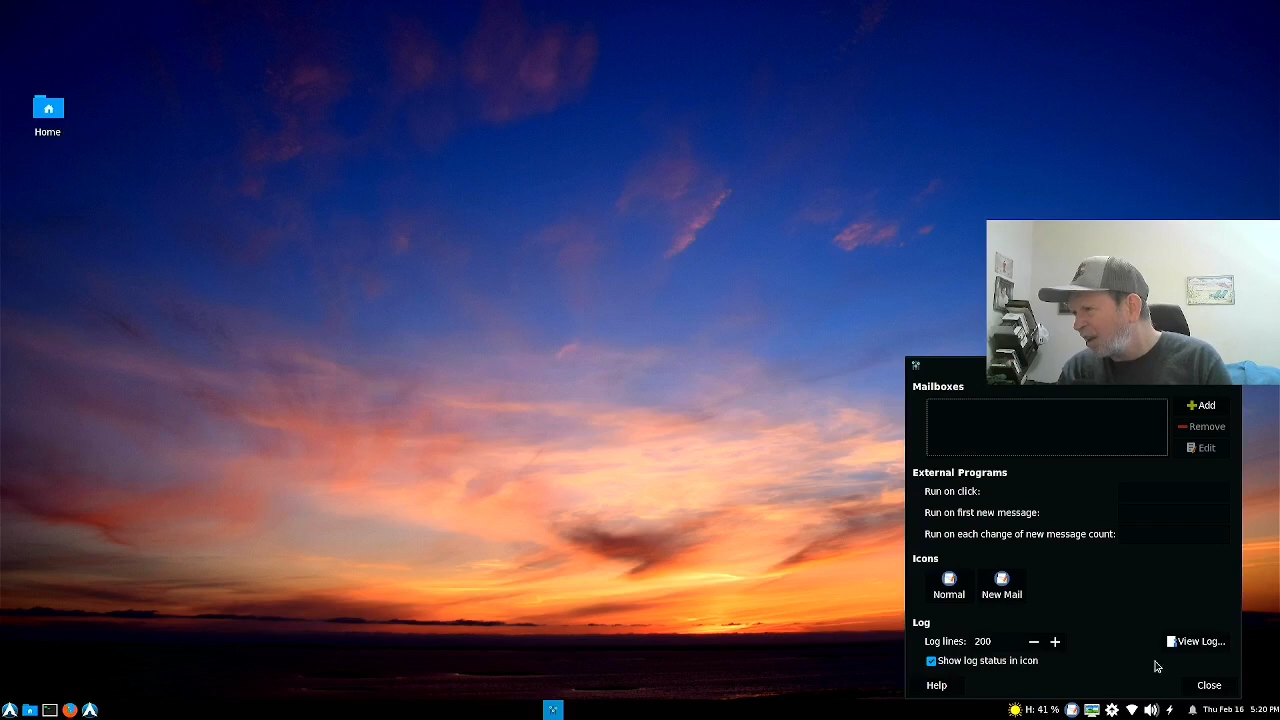 Home
Mailboxes
Add
Remove
Edit
External Programs
Run on click:
Run on first new message:
Run on each change of new message count:
Icons
Normal
New Mail
Log
Log lines: 200
View Log...
Show log status in icon
Help
Close
H: 41 %
Thu Feb 16 5:20 PM